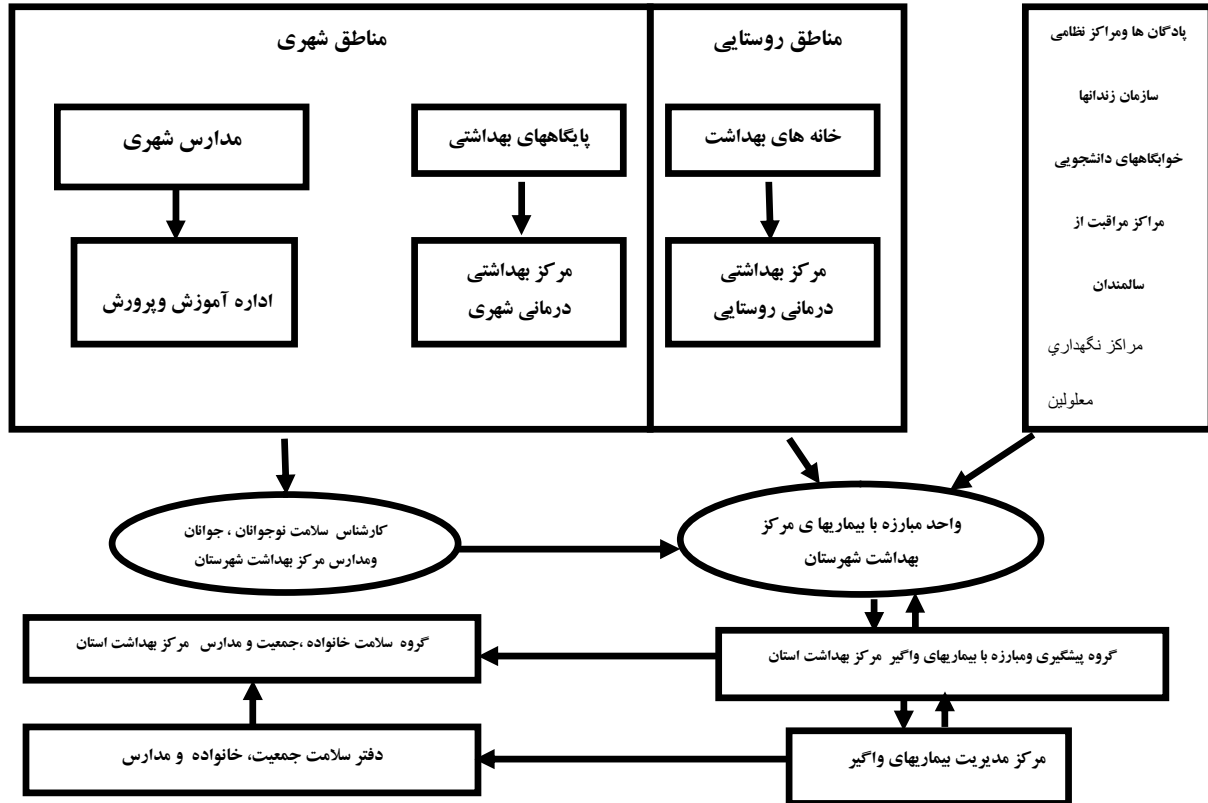 پادگان ها ومراکز نظامی
سازمان زندانها
خوابگاههای دانشجویی
مراکز مراقبت از
سالمندان
مراكز نگهداري
معلولين
مناطق روستایی
خانه های بهداشت
مرکز بهداشتی
درمانی روستایی
مناطق شهری
پایگاههای بهداشتی
مرکز بهداشتی
درمانی شهری
مدارس شهری
اداره آموزش وپرورش
واحد مبارزه با بیماریها ی مرکز
بهداشت شهرستان
کارشناس سلامت نوجوانان ، جوانان
ومدارس مرکز بهداشت شهرستان
گروه پیشگیری ومبارزه با بیماریهای واگیر مرکز بهداشت استان
گروه سلامت خانواده ،جمعیت و مدارس مرکز بهداشت استان
مرکز مدیریت بیماریهای واگیر
دفتر سلامت جمعیت، خانواده و مدارس